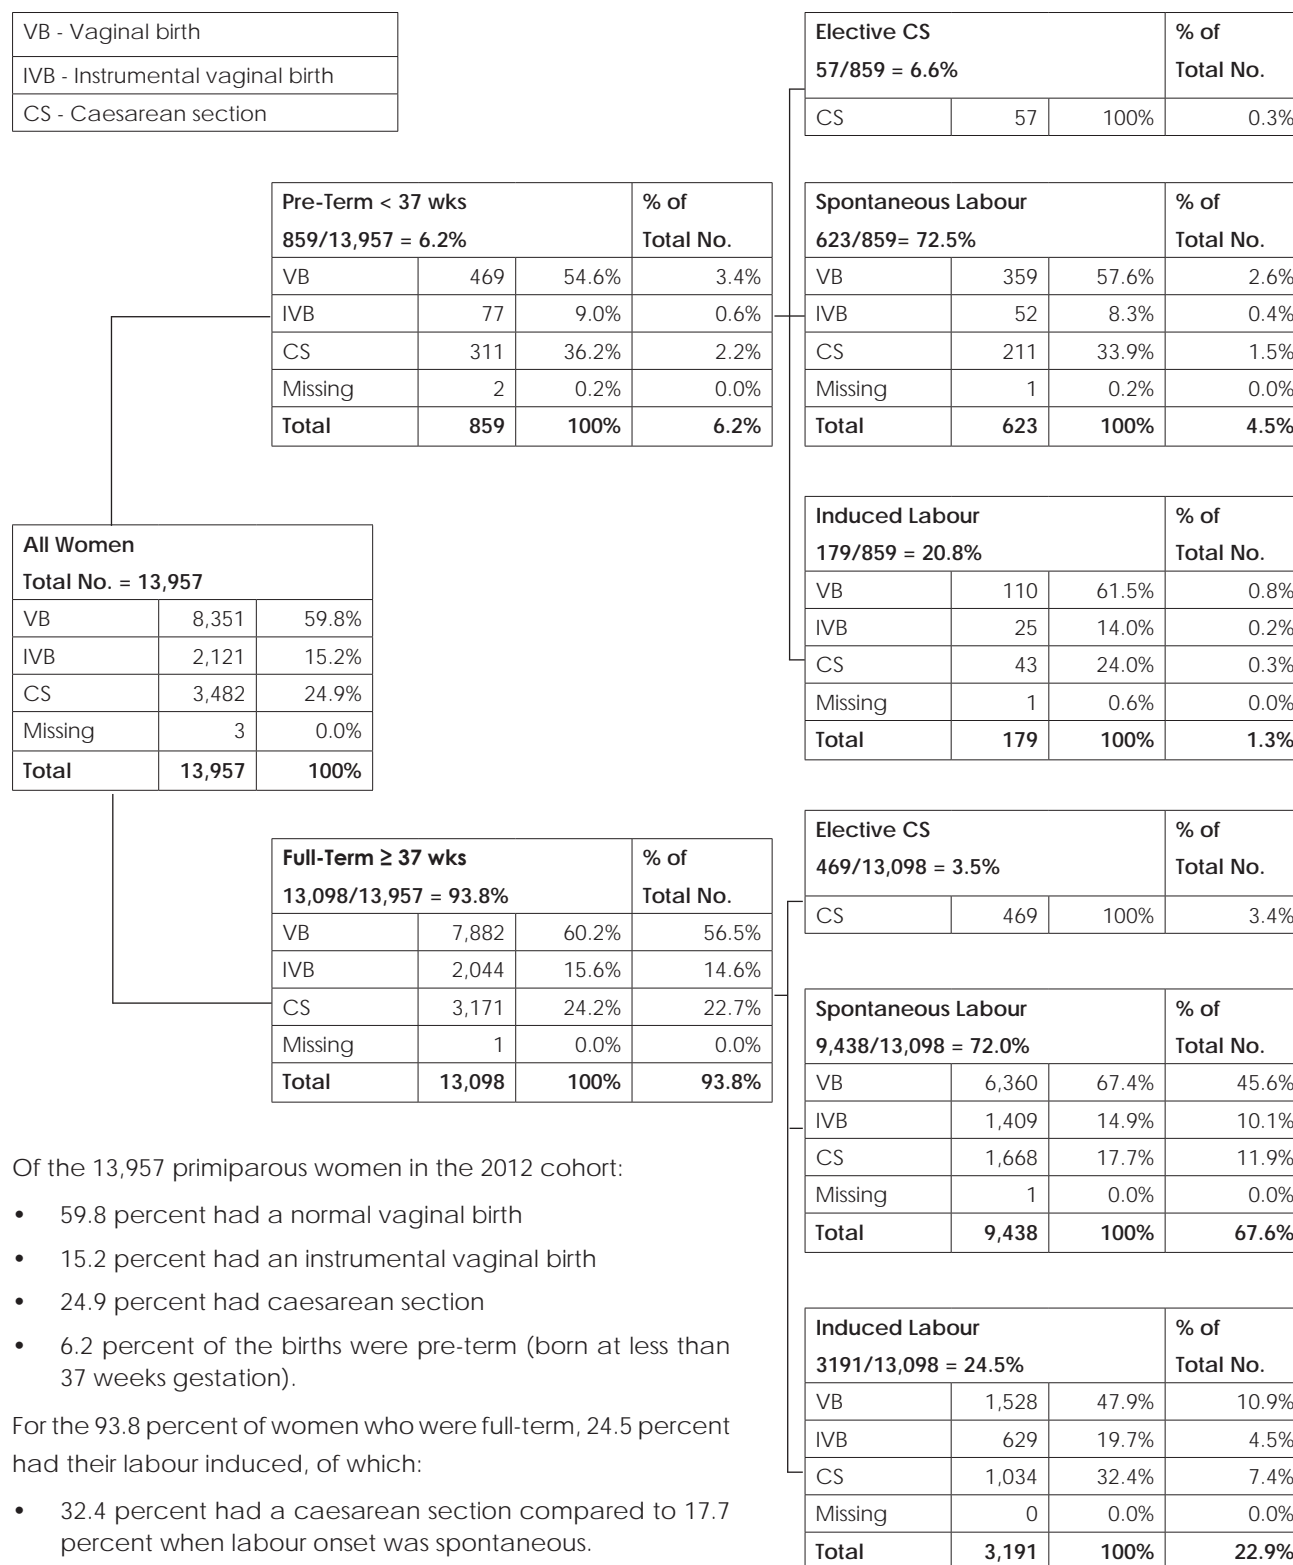 VB - Vaginal birth
IVB - Instrumental vaginal birth
CS - Caesarean section
Elective CS % of
57/859 = 6.6% Total No.
CS 57 100% 0.3%
Pre-Term < 37 wks % of
859/13,957 = 6.2% Total No.
VB 469 54.6% 3.4%
IVB 77 9.0% 0.6%
CS 311 36.2% 2.2%
Missing 2 0.2% 0.0%
Total 859 100% 6.2%
Spontaneous Labour % of
623/859= 72.5% Total No.
VB 359 57.6% 2.6%
IVB 52 8.3% 0.4%
CS 211 33.9% 1.5%
Missing 1 0.2% 0.0%
Total 623 100% 4.5%
Induced Labour % of
179/859 = 20.8% Total No.
VB 110 61.5% 0.8%
IVB 25 14.0% 0.2%
CS 43 24.0% 0.3%
Missing 1 0.6% 0.0%
Total 179 100% 1.3%
All Women
Total No. = 13,957
VB 8,351 59.8%
IVB 2,121 15.2%
CS 3,482 24.9%
Missing 3 0.0%
Total 13,957 100%
Full-Term ≥ 37 wks % of
13,098/13,957 = 93.8% Total No.
VB 7,882 60.2% 56.5%
IVB 2,044 15.6% 14.6%
CS 3,171 24.2% 22.7%
Missing 1 0.0% 0.0%
Total 13,098 100% 93.8%
Elective CS % of
469/13,098 = 3.5% Total No.
CS 469 100% 3.4%
Spontaneous Labour % of
9,438/13,098 = 72.0% Total No.
VB 6,360 67.4% 45.6%
IVB 1,409 14.9% 10.1%
CS 1,668 17.7% 11.9%
Missing 1 0.0% 0.0%
Total 9,438 100% 67.6%
Induced Labour % of
3191/13,098 = 24.5% Total No.
VB 1,528 47.9% 10.9%
IVB 629 19.7% 4.5%
CS 1,034 32.4% 7.4%
Missing 0 0.0% 0.0%
Total 3,191 100% 22.9%
Of the 13,957 primiparous women in the 2012 cohort:
• 59.8 percent had a normal vaginal birth
• 15.2 percent had an instrumental vaginal birth
• 24.9 percent had caesarean section
• 6.2 percent of the births were pre-term (born at less than
37 weeks gestation).
For the 93.8 percent of women who were full-term, 24.5 percent
had their labour induced, of which:
• 32.4 percent had a caesarean section compared to 17.7
percent when labour onset was spontaneous.